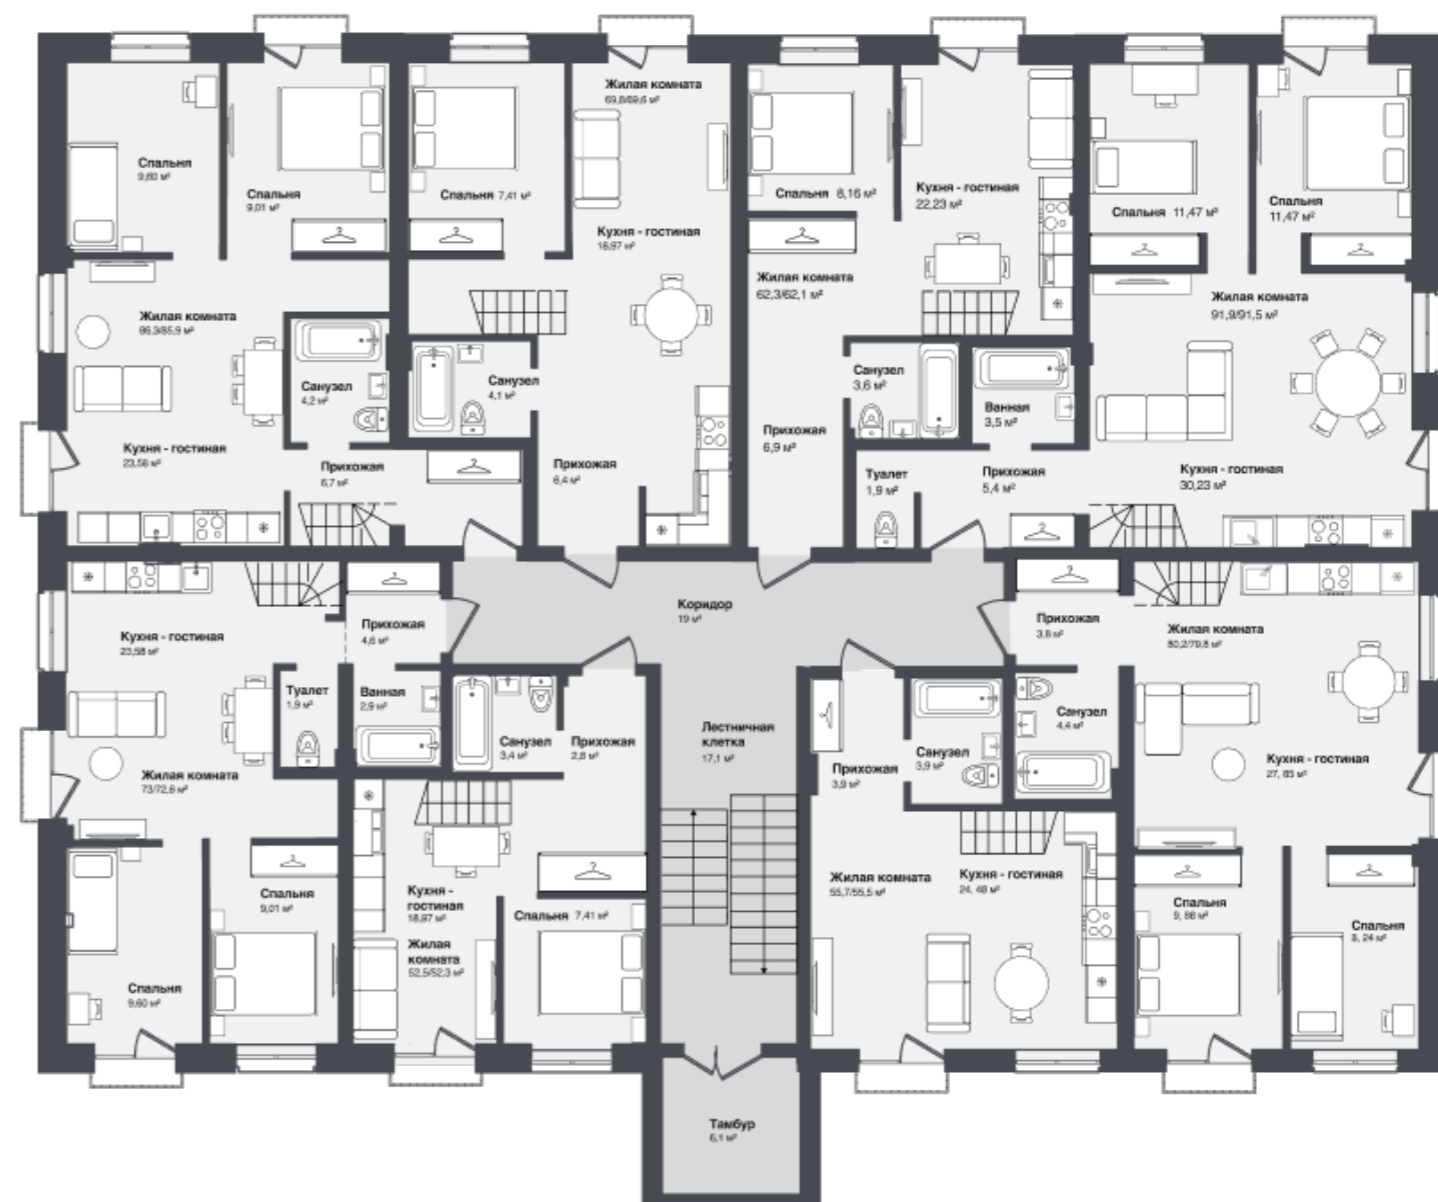 Спальня
9,60 м²
Спальня
9,01 м²
Жилая комната
86,3/85,9 м²
Санузел
4,2 м²
Кухня - гостиная
23,58 м²
Прихожая
6,7 м²
Спальня 7,41 м²
Жилая комната
69,8/69,6 м²
Кухня - гостиная
18,97 м²
Санузел
4,1 м²
Прихожая
6,4 м²
Спальня 8,16 м²
Кухня - гостиная
22,23 м²
Жилая комната
62,3/62,1 м²
Санузел
3,6 м²
Прихожая
6,9 м²
Спальня 11,47 м²
Спальня
11,47 м²
Жилая комната
91,9/91,5 м²
Ванная
3,5 м²
Туалет
1,9 м²
Прихожая
5,4 м²
Кухня - гостиная
30,23 м²
Коридор
19 м²
Кухня - гостиная
23,58 м²
Прихожая
4,6 м²
Туалет
1,9 м²
Ванная
2,9 м²
Жилая комната
73/72,6 м²
Спальня
9,60 м²
Спальня
9,01 м²
Санузел
3,4 м²
Прихожая
2,8 м²
Кухня -
гостиная
18,97 м²
Жилая
комната
52,5/52,3 м²
Спальня 7,41 м²
Лестничная
клетка
17,1 м²
Тамбур
6,1 м²
Прихожая
3,9 м²
Санузел
3,9 м²
Жилая комната
55,7/55,5 м²
Кухня - гостиная
24, 48 м²
Прихожая
3,8 м²
Жилая комната
80,2/79,8 м²
Санузел
4,4 м²
Кухня - гостиная
27, 85 м²
Спальня
9, 88 м²
Спальня
8, 24 м²